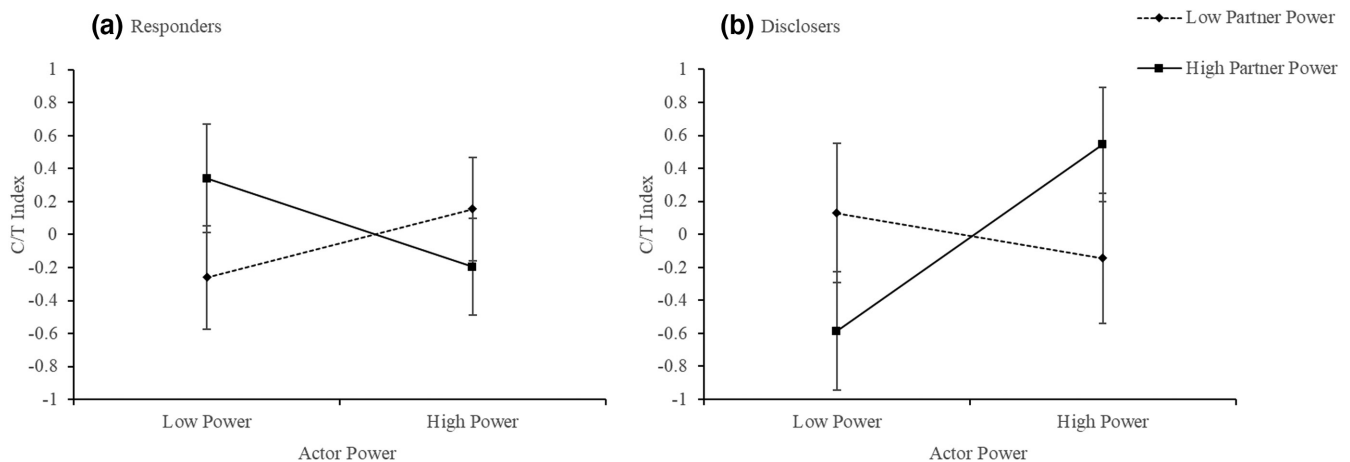 (a) Responders
(b) Disclosers
Low Partner Power
High Partner Power
1
0.8
0.6
0.4
0.2
0
-0.2
-0.4
-0.6
-0.8
-1
C/T Index
Low Power
High Power
Actor Power
1
0.8
0.6
0.4
0.2
0
-0.2
-0.4
-0.6
-0.8
-1
C/T Index
Low Power
High Power
Actor Power